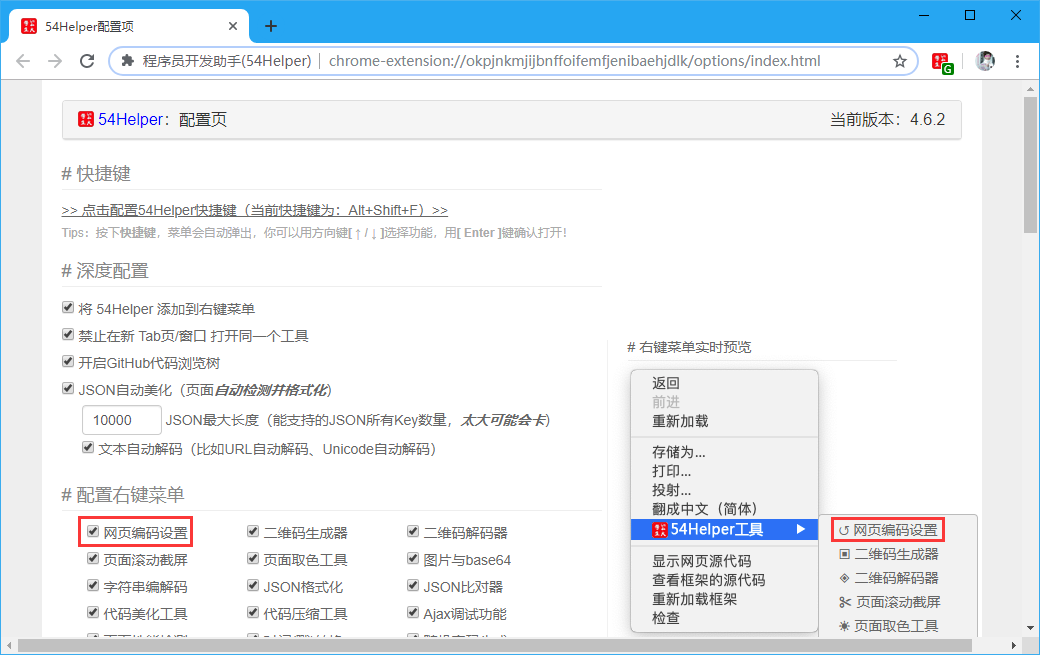 54Helper配置项
程序员开发助手(54Helper) | chrome-extension://okpjnkmjijbnffoifemfjenibaehjdlk/options/index.html
54Helper：配置页
当前版本：4.6.2
# 快捷键
>> 点击配置54Helper快捷键（当前快捷键为：Alt+Shift+F）>>
Tips：按下快捷键，菜单会自动弹出，你可以用方向键[ ↑ / ↓ ]选择功能，用[ Enter ]键确认打开!
# 深度配置
将 54Helper 添加到右键菜单
禁止在新 Tab页/窗口 打开同一个工具
开启GitHub代码浏览树
JSON自动美化（页面自动检测并格式化）
10000 JSON最大长度（能支持的JSON所有Key数量，太大可能会卡）
文本自动解码（比如URL自动解码、Unicode自动解码）
# 配置右键菜单
网页编码设置 二维码生成器 二维码解码器
页面滚动截屏 页面取色工具 图片与base64
字符串编解码 JSON格式化 JSON比对器
代码美化工具 代码压缩工具 Ajax调试功能
# 右键菜单实时预览
返回
前进
重新加载
存储为...
打印...
投射...
翻成中文（简体）
54Helper工具
显示网页源代码
查看框架的源代码
重新加载框架
检查
网页编码设置
二维码生成器
二维码解码器
页面滚动截屏
页面取色工具